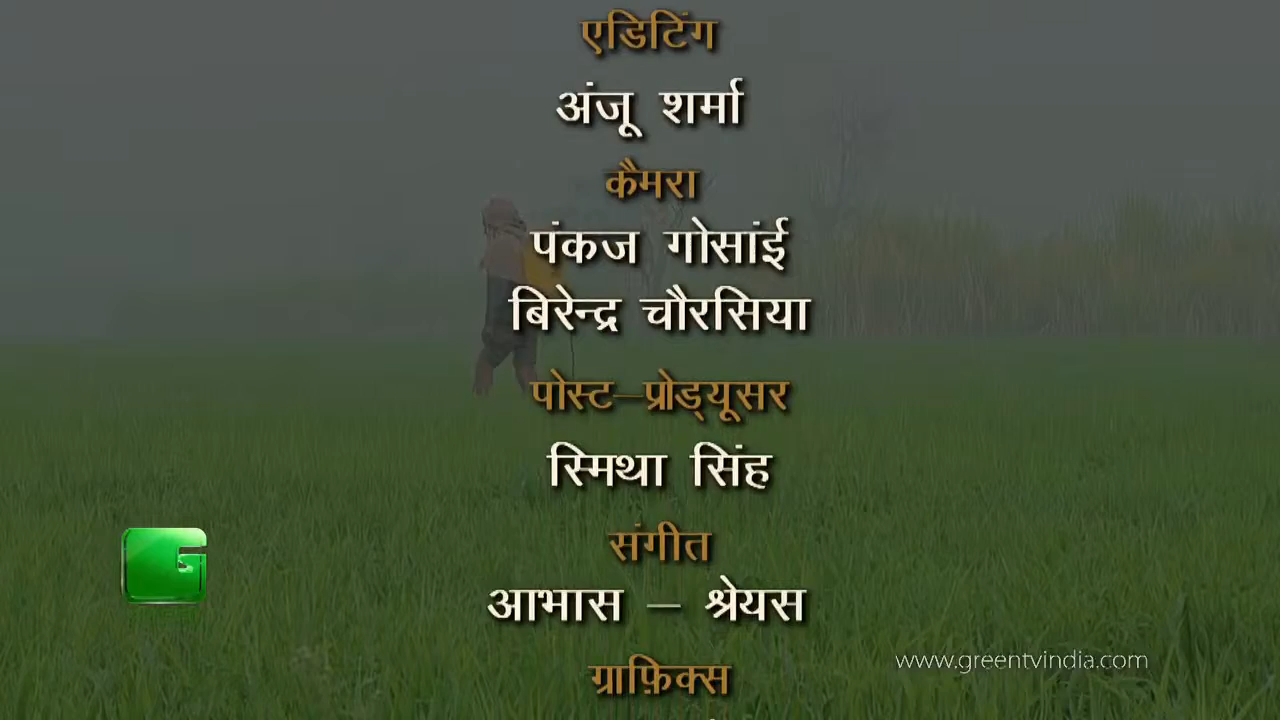 एडिटिंग
अंजू शर्मा
कैमरा
पंकज गोसांई
बिरेन्द्र चौरसिया
पोस्ट–प्रोड्यूसर
स्मिथा सिंह
संगीत
आभास – श्रेयस
www.greentvindia.com
ग्राफ़िक्स